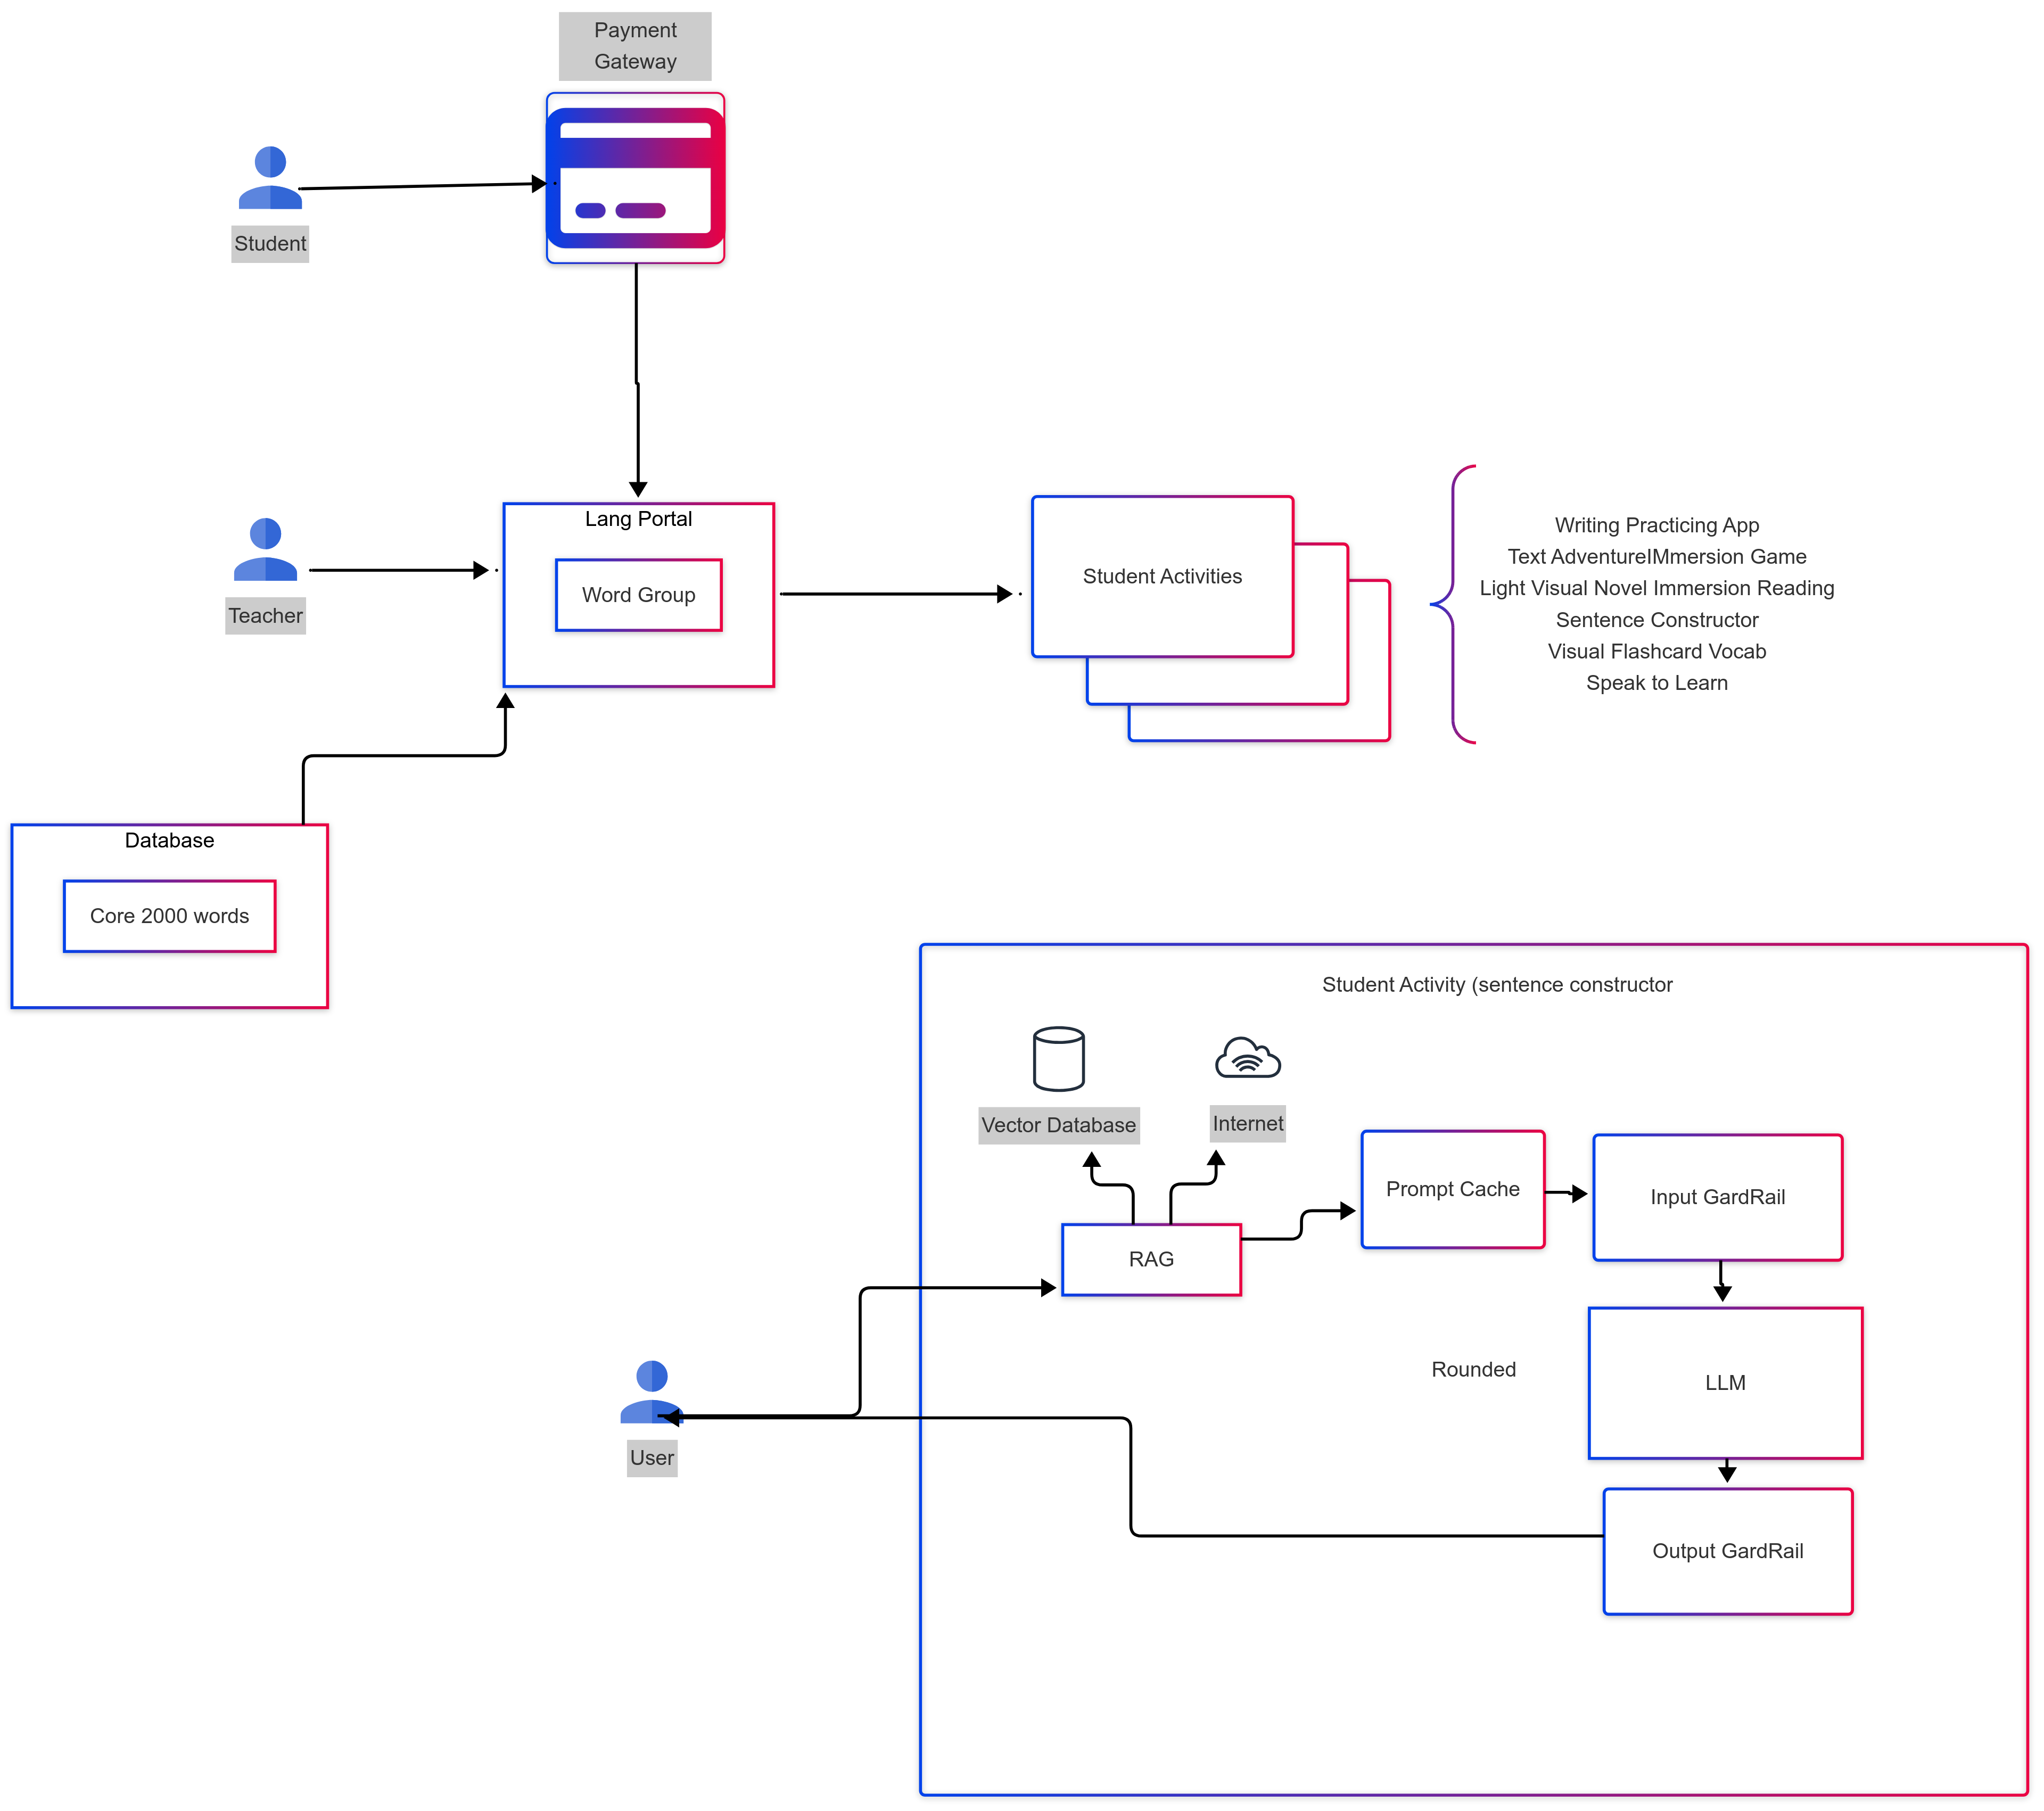 Payment
Gateway
Student
Lang Portal
Word Group
Teacher
Student Activities
Writing Practicing App
Text AdventureIMmersion Game
Light Visual Novel Immersion Reading
Sentence Constructor
Visual Flashcard Vocab
Speak to Learn
Database
Core 2000 words
Student Activity (sentence constructor
Vector Database
Internet
Prompt Cache
Input GardRail
RAG
Rounded
LLM
User
Output GardRail